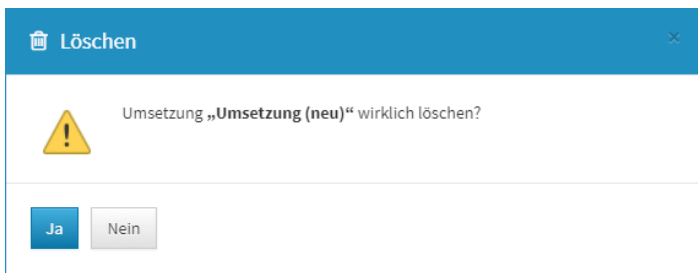 Löschen
Umsetzung „Umsetzung (neu)“ wirklich löschen?
Ja
Nein